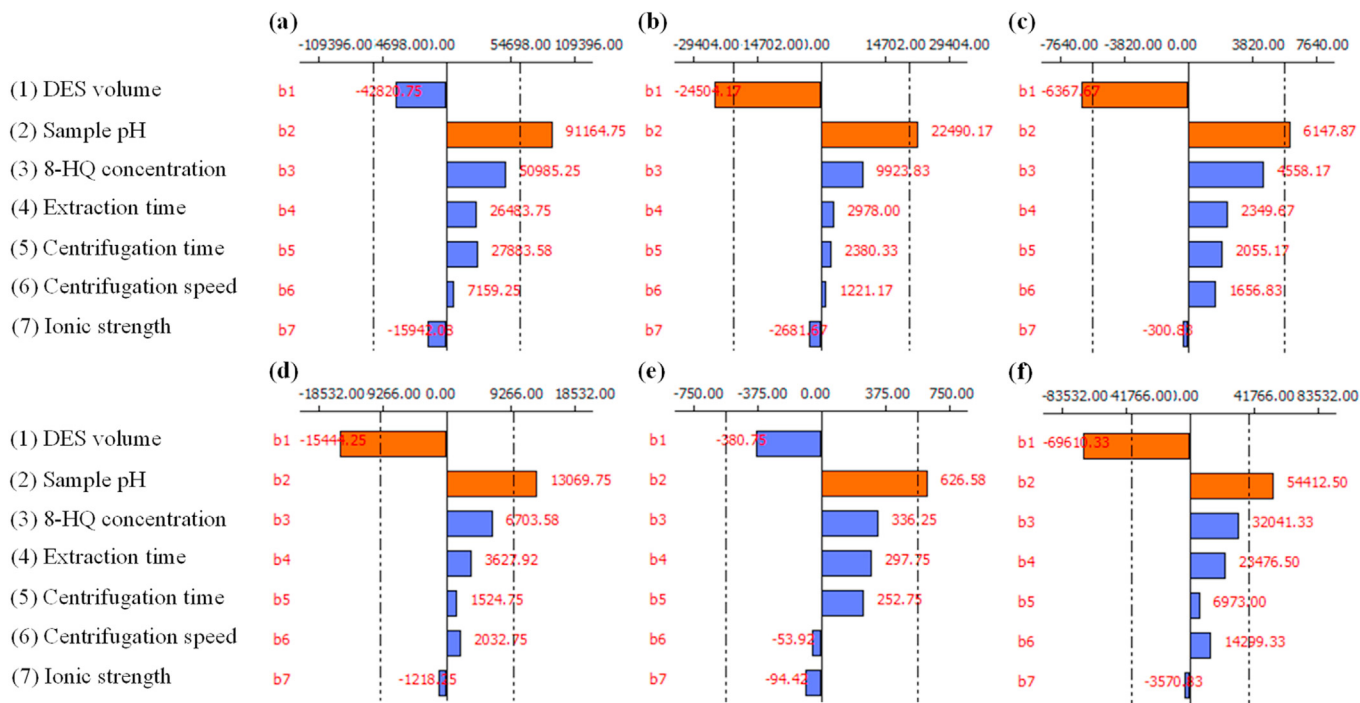 (a) (b) (c)
-109396.00 -54698.00 0.00 54698.00 109396.00 -29404.00 -14702.00 0.00 14702.00 29404.00 -7640.00 -3820.00 0.00 3820.00 7640.00
(1) DES volume b1 -42820.75 b1 -24504.17 b1 -6367.67
(2) Sample pH b2 91164.75 b2 22490.17 b2 6147.87
(3) 8-HQ concentration b3 50985.25 b3 9923.83 b3 4558.17
(4) Extraction time b4 26483.75 b4 2978.00 b4 2349.67
(5) Centrifugation time b5 27883.58 b5 2380.33 b5 2055.17
(6) Centrifugation speed b6 7159.25 b6 1221.17 b6 1656.83
(7) Ionic strength b7 -15942.08 b7 -2681.67 b7 -300.83
(d) (e) (f)
-18532.00 -9266.00 0.00 9266.00 18532.00 -750.00 -375.00 0.00 375.00 750.00 -83532.00 -41766.00 0.00 41766.00 83532.00
(1) DES volume b1 -15444.25 b1 -380.75 b1 -69610.33
(2) Sample pH b2 13069.75 b2 626.58 b2 54412.50
(3) 8-HQ concentration b3 6703.58 b3 336.25 b3 32041.33
(4) Extraction time b4 3627.92 b4 297.75 b4 23476.50
(5) Centrifugation time b5 1524.75 b5 252.75 b5 6973.00
(6) Centrifugation speed b6 2032.75 b6 -53.92 b6 14299.33
(7) Ionic strength b7 -1218.25 b7 -94.42 b7 -3570.83